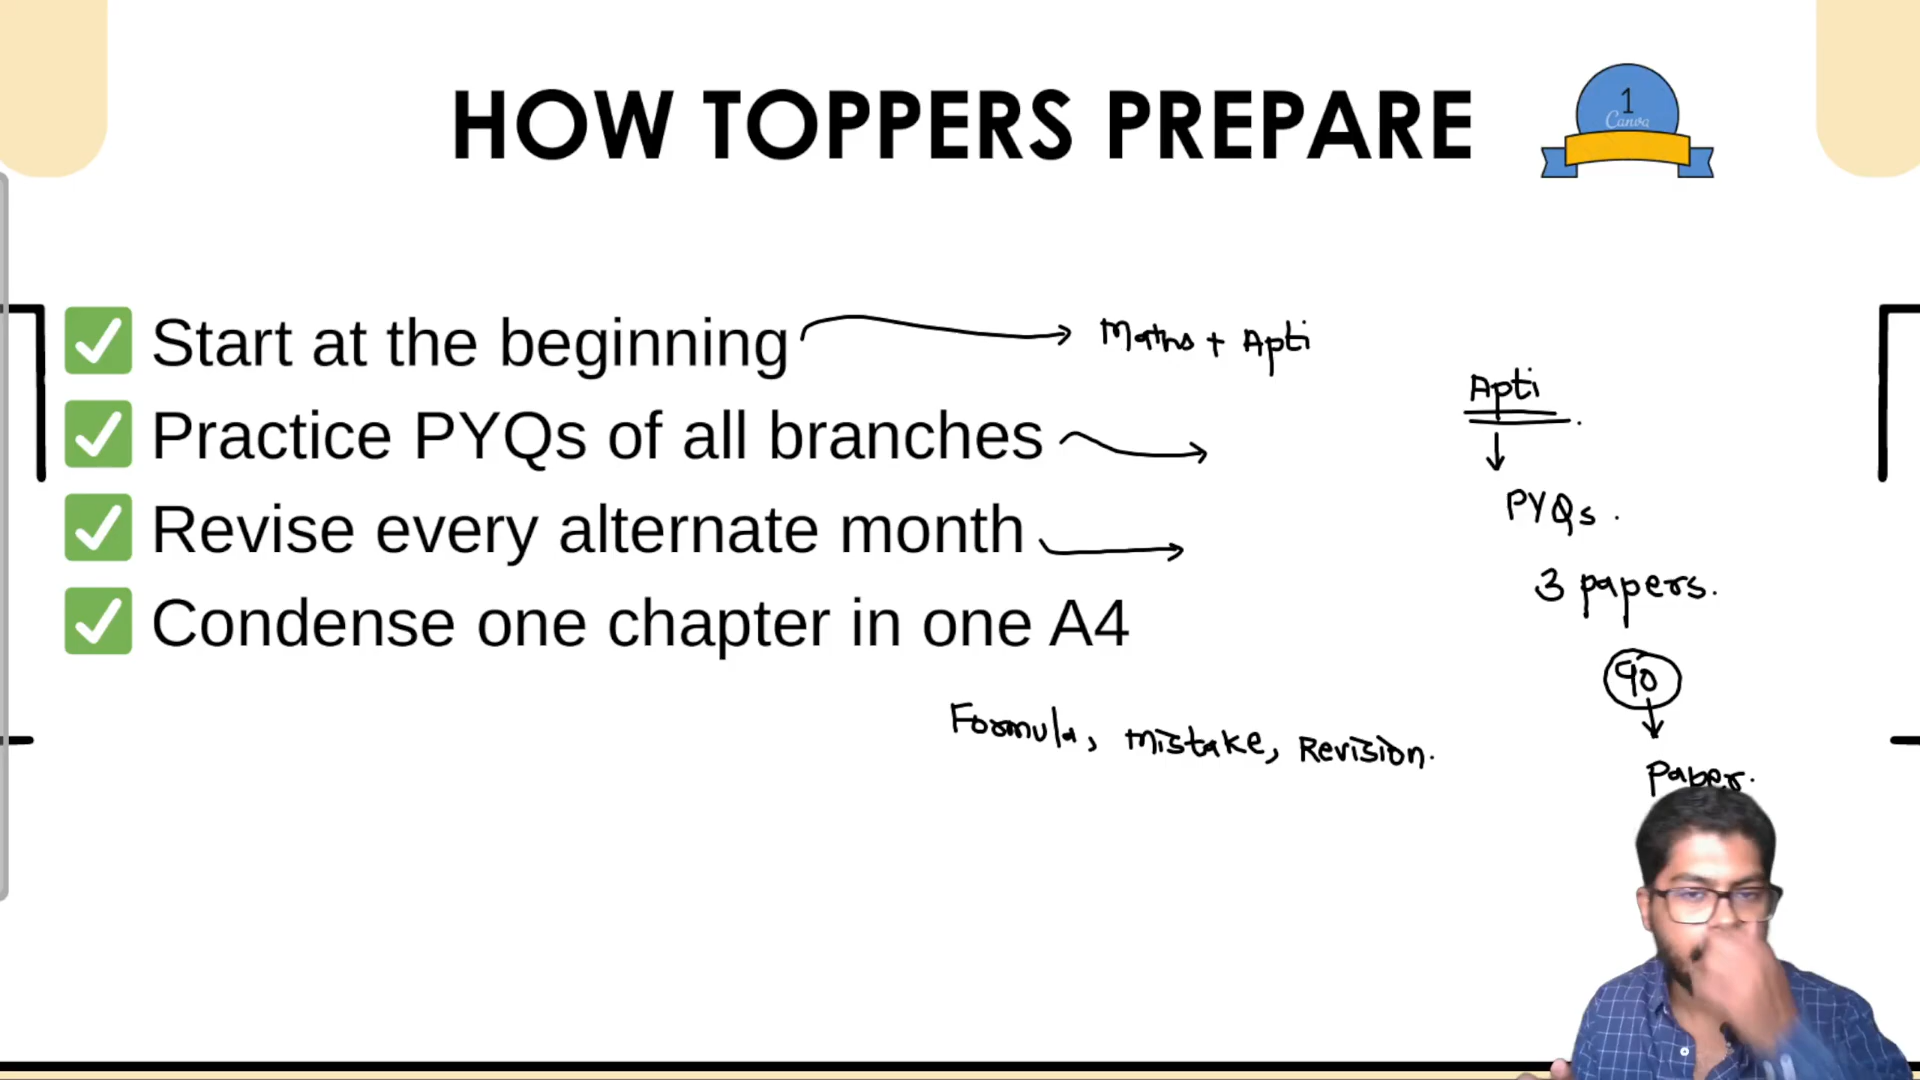 HOW TOPPERS PREPARE
1
Canva
Start at the beginning → Maths + Apti
Practice PYQs of all branches →
Revise every alternate month →
Condense one chapter in one A4
Formula, mistake, Revision.
Apti
↓
PYQs.
3 papers.
90
↓
Paper.